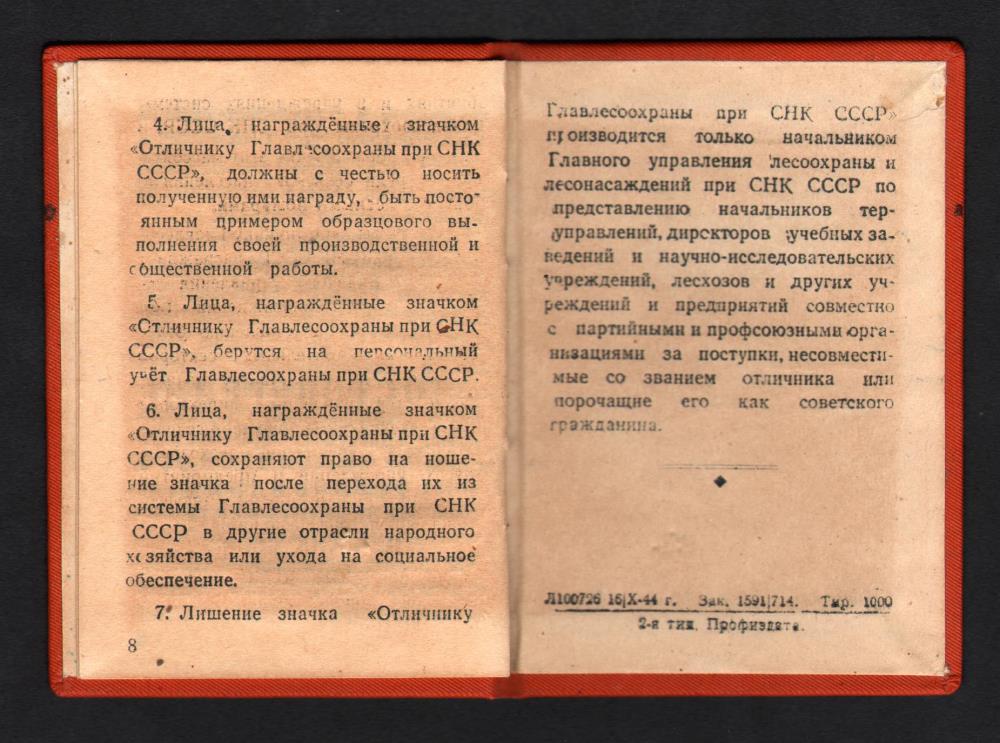 4. Лица, награждённые значком
«Отличнику Главлесоохраны при СНК
СССР», должны с честью носить
полученную ими награду, быть посто-
янным примером образцового вы-
полнения своей производственной и
общественной работы.
5. Лица, награждённые значком
«Отличнику Главлесоохраны при СНК
СССР», берутся на персональный
учёт Главлесоохраны при СНК СССР.
6. Лица, награждённые значком
«Отличнику Главлесоохраны при СНК
СССР», сохраняют право на ноше-
ние значка после перехода их из
системы Главлесоохраны при СНК
СССР в другие отрасли народного
хозяйства или ухода на социальное
обеспечение.
7. Лишение значка «Отличнику
8
Главлесоохраны при СНК СССР»
производится только начальником
Главного управления лесоохраны и
лесонасаждений при СНК СССР по
представлению начальников тер-
управлений, директоров учебных за-
ведений и научно-исследовательских
учреждений, лесхозов и других уч-
реждений и предприятий совместно
с партийными и профсоюзными орга-
низациями за поступки, несовмести-
мые со званием отличника или
порочащие его как советского
гражданина.
Л100726 16|X-44 г. Зак. 1591|714. Тир. 1000
2-я тип. Профиздата.